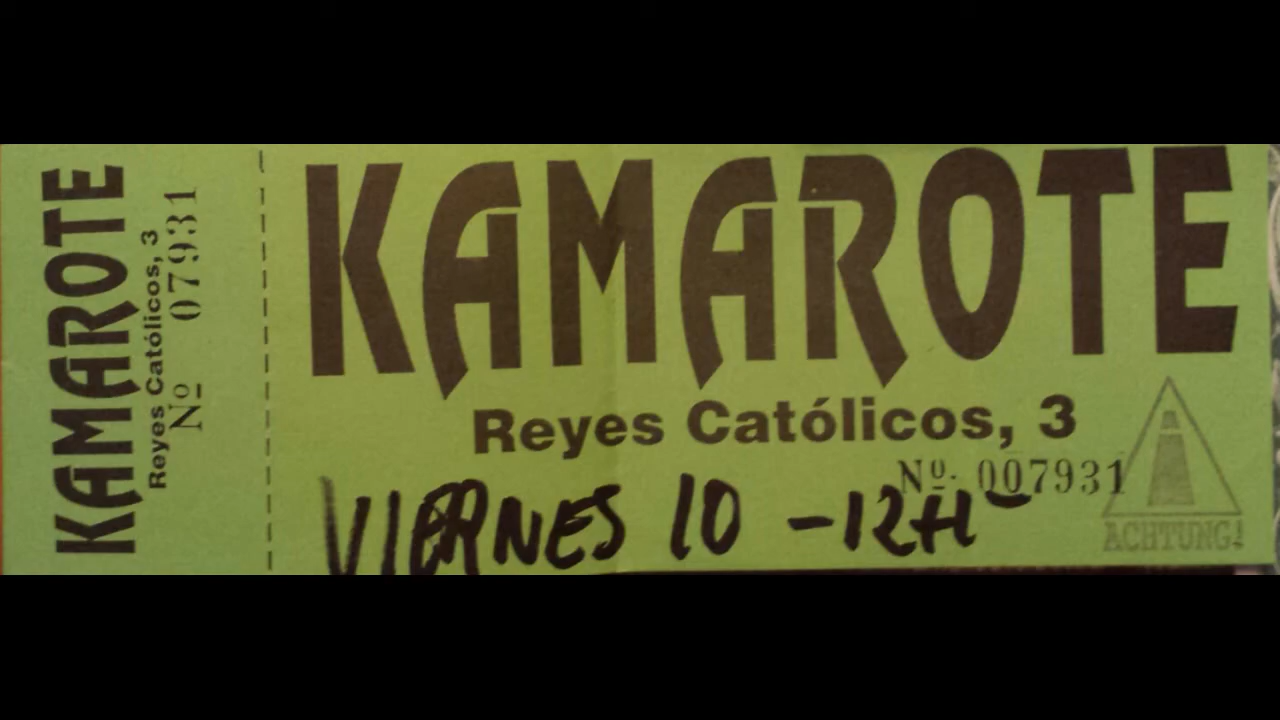 KAMAROTE
Reyes Católicos, 3
Nº 07931
KAMAROTE
Reyes Católicos, 3
Nº. 007931
VIERNES 10 - 12H
ACHTUNG!